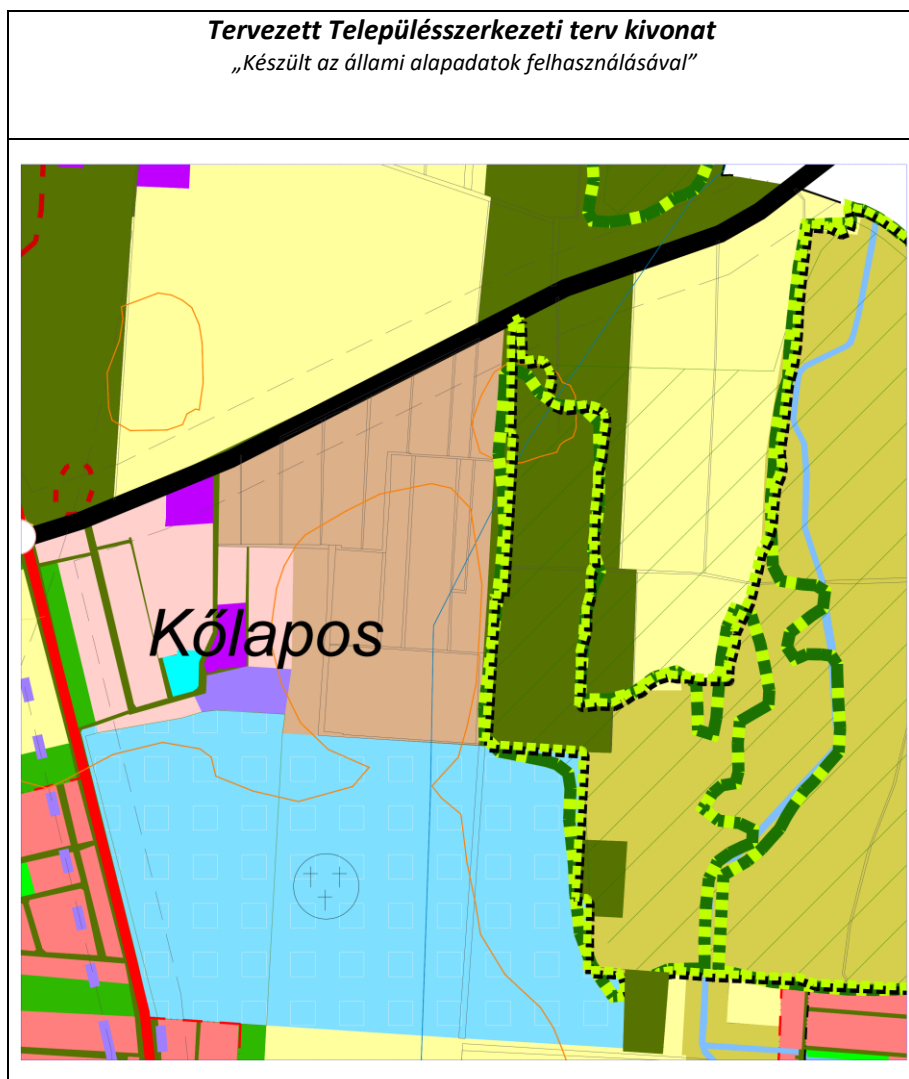 Tervezett Településszerkezeti terv kivonat
„Készült az állami alapadatok felhasználásával”
Kőlapos